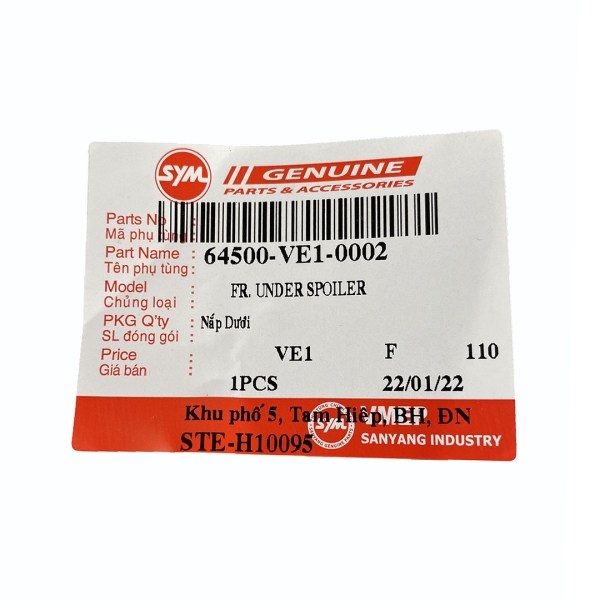 SYM GENUINE
PARTS & ACCESSORIES
Parts No :
Mã phụ tùng :
64500-VE1-0002
Part Name :
Tên phụ tùng:
FR. UNDER SPOILER
Model :
Chủng loại :
Nắp Dưới
PKG Q'ty :
SL đóng gói :
VE1 F 110
Price :
Giá bán :
1PCS 22/01/22
Khu phố 5, Tam Hiệp, BH, ĐN
STE-H10095
SYM
SANYANG INDUSTRY